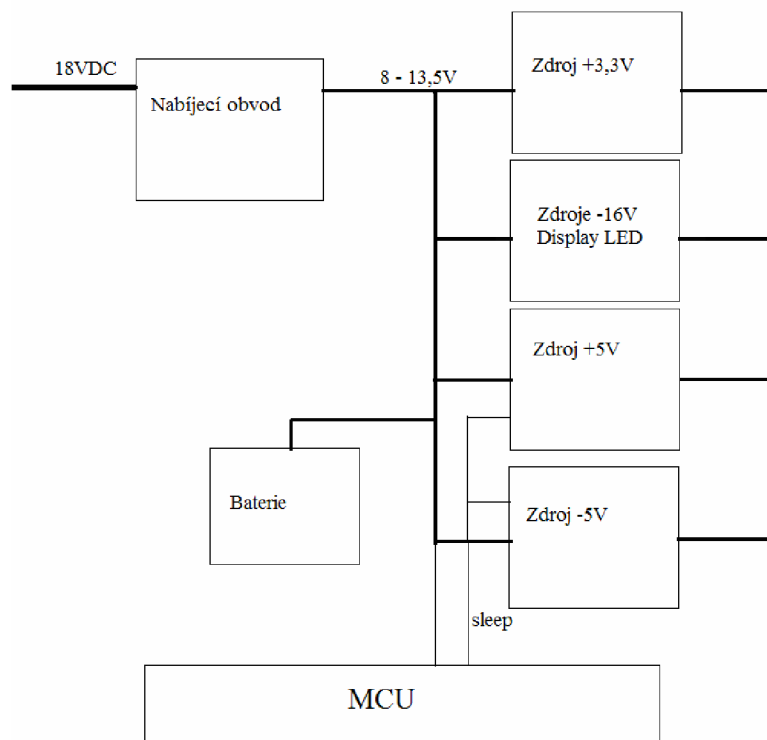 18VDC
Nabíjecí obvod
8 - 13,5V
Zdroj +3,3V
Zdroje -16V
Display LED
Zdroj +5V
Baterie
Zdroj -5V
sleep
MCU